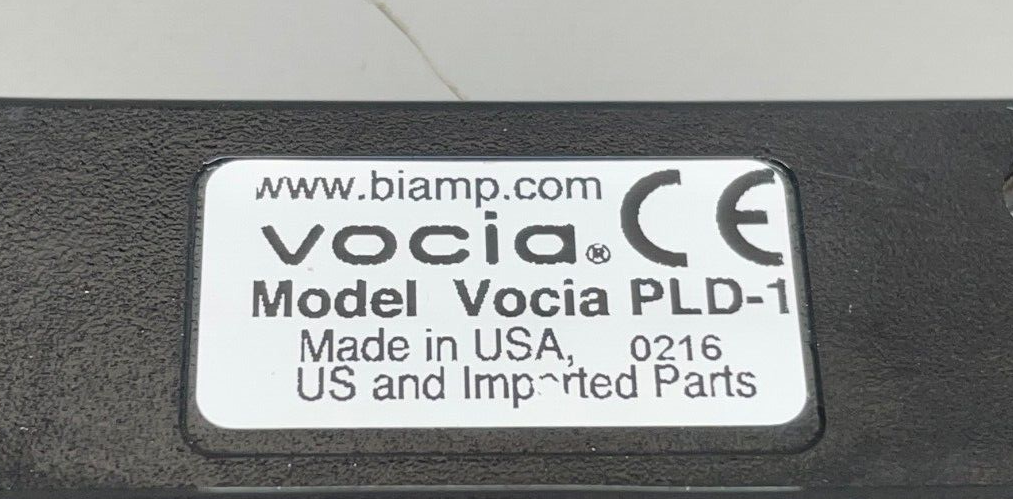 www.biamp.com CE
vocia®
Model Vocia PLD-1
Made in USA, 0216
US and Imported Parts